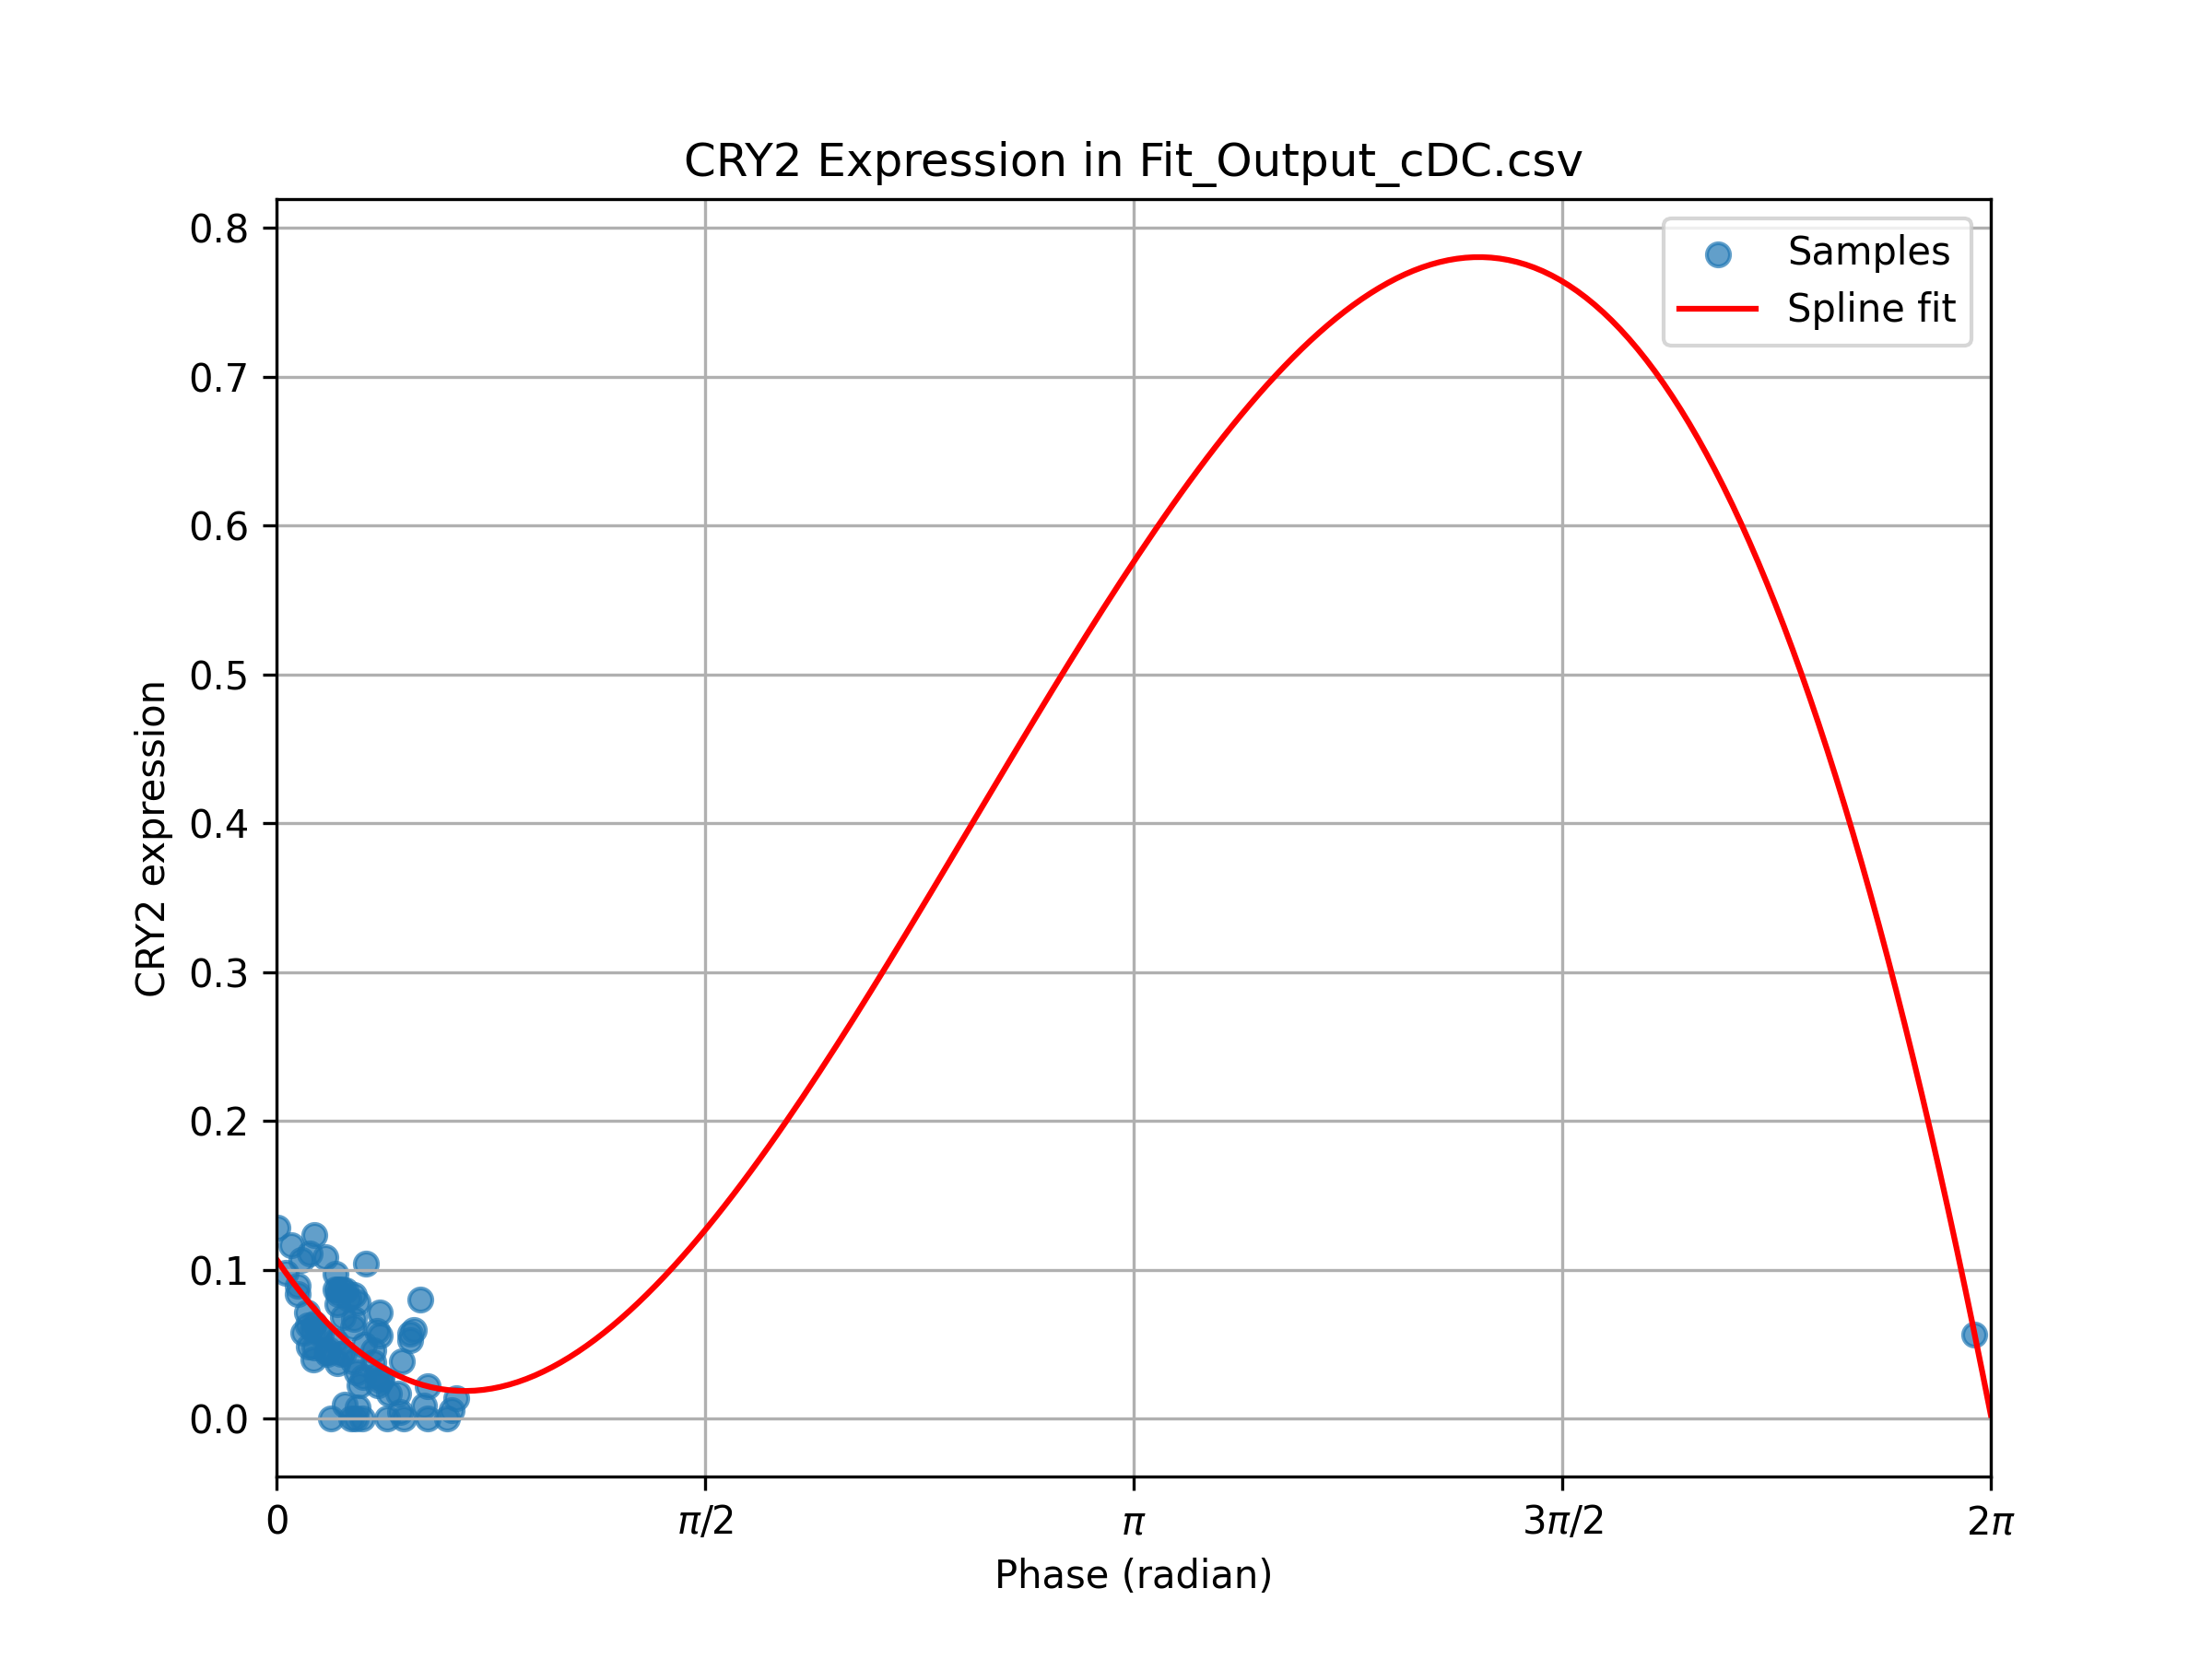 CRY2 Expression in Fit_Output_cDC.csv
Samples
Spline fit
0.8
0.7
0.6
0.5
0.4
0.3
0.2
0.1
0.0
CRY2 expression
0
π/2
π
3π/2
2π
Phase (radian)